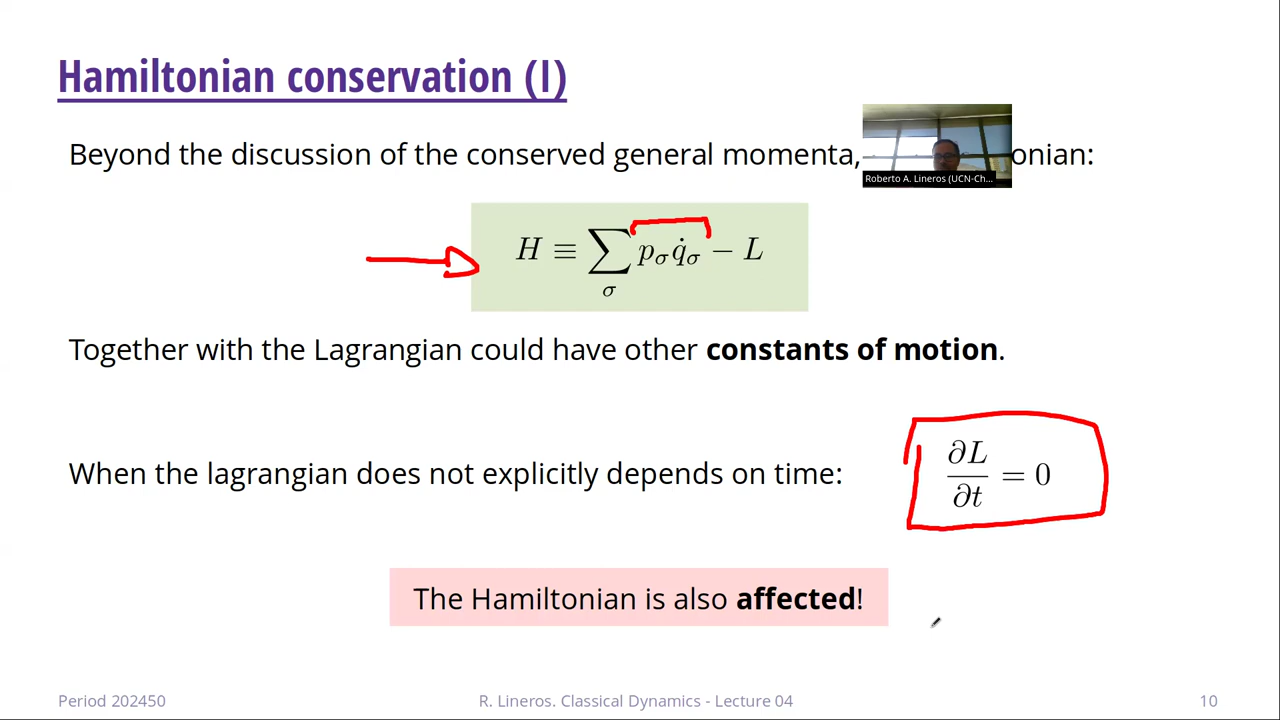 Hamiltonian conservation (I)
Beyond the discussion of the conserved general momenta, onian:
Roberto A. Lineros (UCN-Ch...
H ≡ ∑ pσ q̇σ − L
σ
Together with the Lagrangian could have other constants of motion.
When the lagrangian does not explicitly depends on time: ∂L/∂t = 0
The Hamiltonian is also affected!
Period 202450 R. Lineros. Classical Dynamics - Lecture 04 10